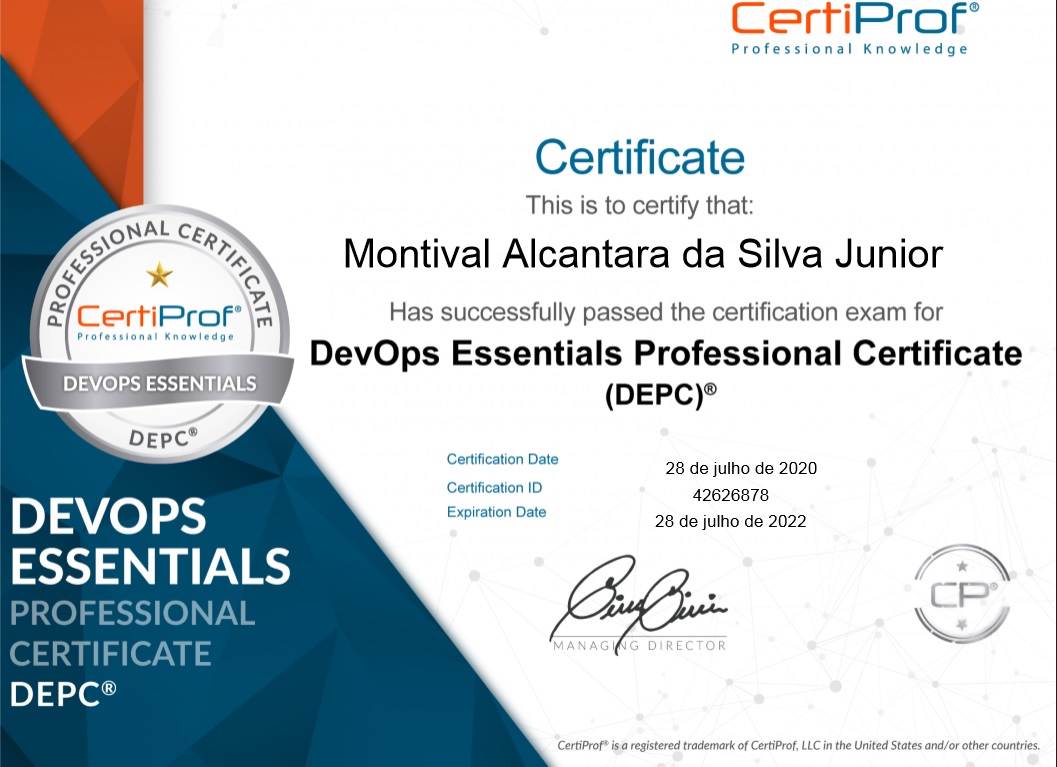 CertiProf®
Professional Knowledge
Certificate
This is to certify that:
Montival Alcantara da Silva Junior
Has successfully passed the certification exam for
DevOps Essentials Professional Certificate
(DEPC)®
PROFESSIONAL CERTIFICATE
CertiProf®
Professional Knowledge
DEVOPS ESSENTIALS
DEPC®
Certification Date 28 de julho de 2020
Certification ID 42626878
Expiration Date 28 de julho de 2022
DEVOPS
ESSENTIALS
PROFESSIONAL
CERTIFICATE
DEPC®
MANAGING DIRECTOR
CP®
CertiProf® is a registered trademark of CertiProf, LLC in the United States and/or other countries.